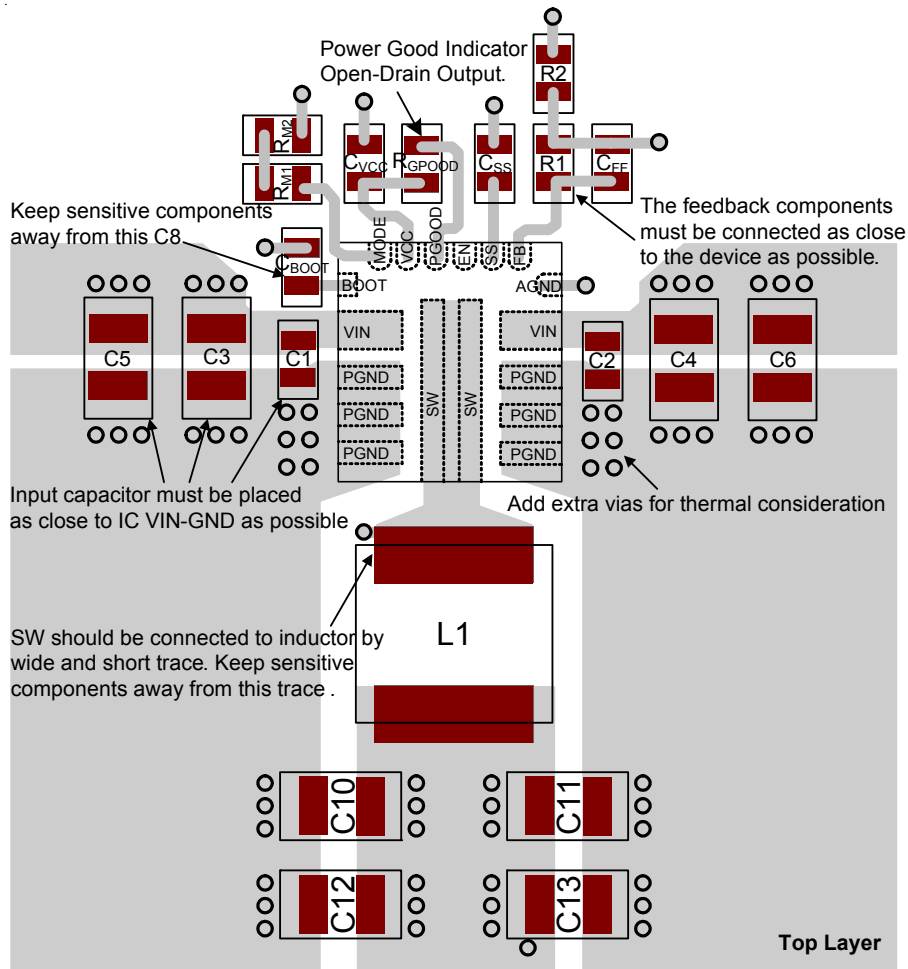 Power Good Indicator
Open-Drain Output.
R2
RM2
RM1
CVCC
RGPOOD
CSS
R1
CFF
Keep sensitive components
away from this C8
The feedback components
must be connected as close
to the device as possible.
CBOOT
MODE
VCC
PGOOD
EN
SS
FB
BOOT
AGND
VIN
VIN
C5
C3
C1
C2
C4
C6
PGND
PGND
PGND
PGND
PGND
PGND
SW
SW
Input capacitor must be placed
as close to IC VIN-GND as possible
Add extra vias for thermal consideration
L1
SW should be connected to inductor by
wide and short trace. Keep sensitive
components away from this trace .
C10
C11
C12
C13
Top Layer